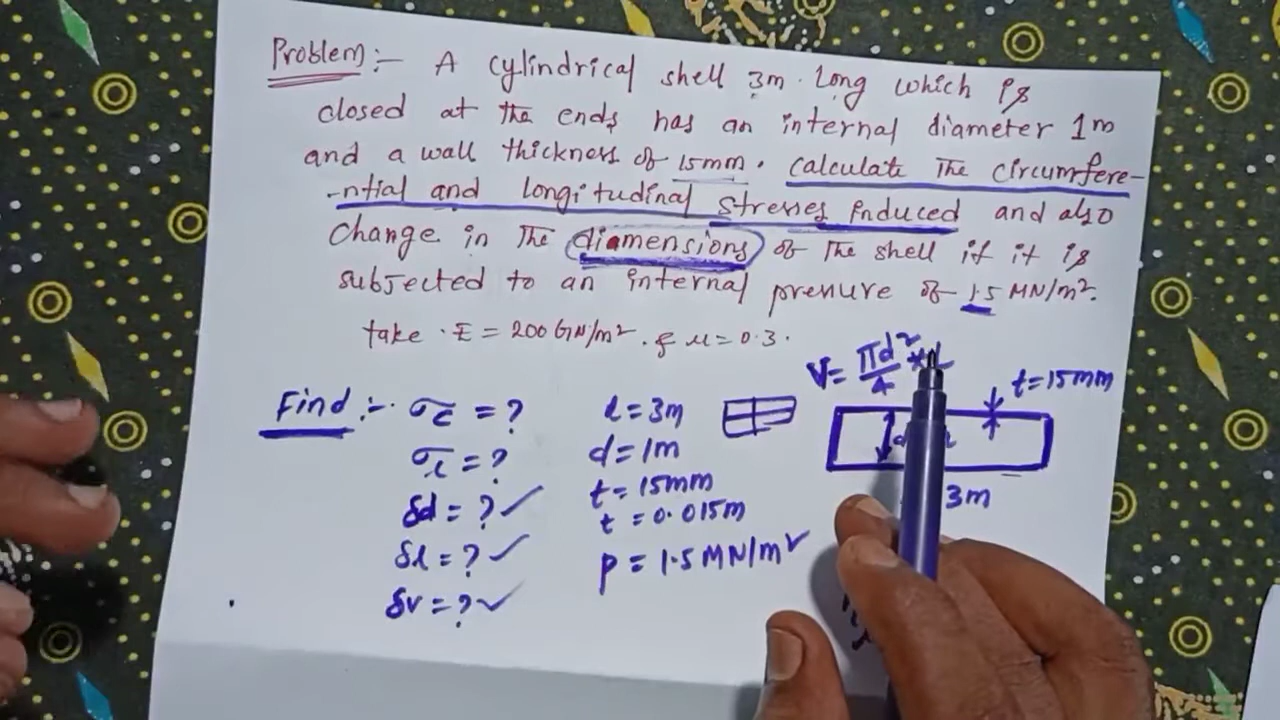 Problem:- A cylindrical shell 3m. Long which is
closed at the ends has an internal diameter 1m
and a wall thickness of 15mm. calculate The circumfere-
-ntial and longitudinal stresses induced and also
change in The diamensions of The shell if it is
subjected to an internal pressure of 1.5 MN/m².
take E = 200 GN/m². & μ = 0.3.
V = πd²/4 * L
t = 15mm
Find:- σc = ?
l = 3m
σl = ?
d = 1m
δd = ? ✓
t = 15mm
t = 0.015m
3m
δl = ? ✓
p = 1.5 MN/m²
δv = ? ✓